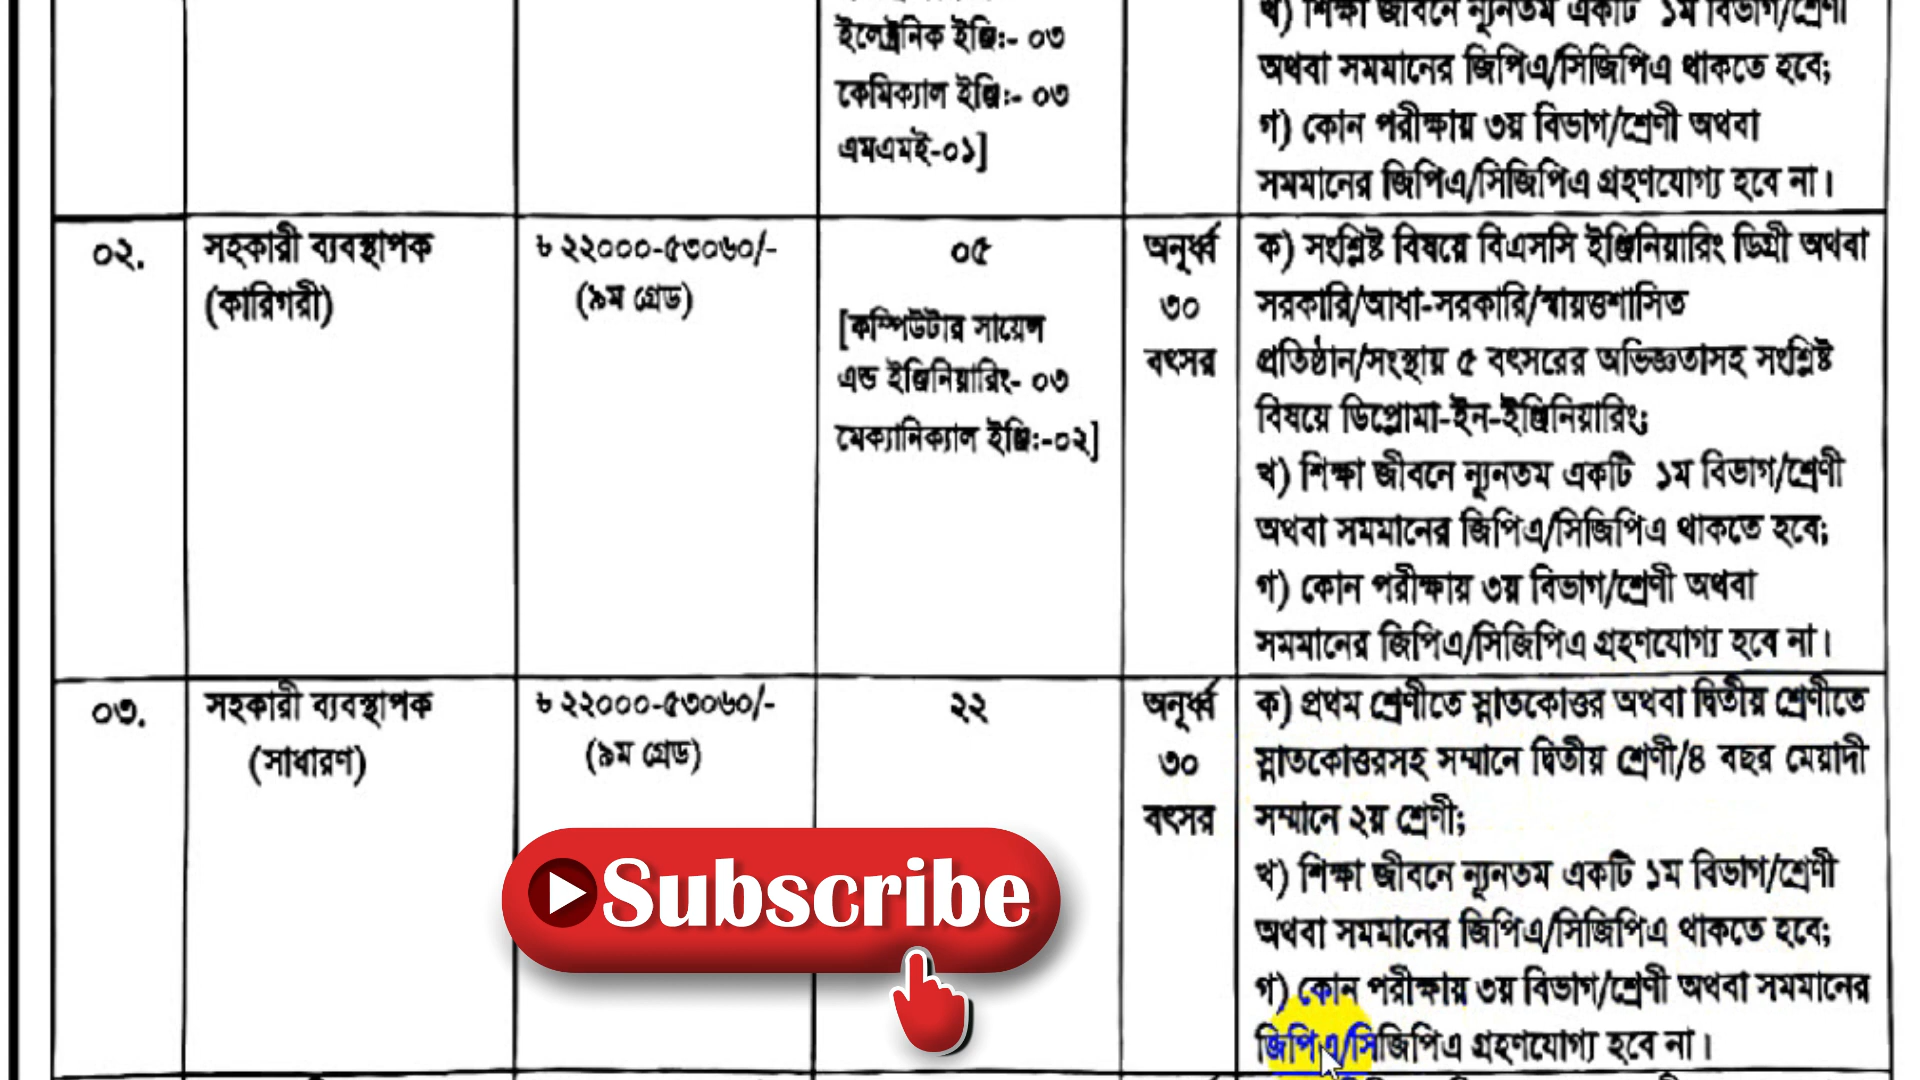 ইলেক্ট্রনিক ইঞ্জি:- ০৩
কেমিক্যাল ইঞ্জি:- ০৩
এমএমই-০১]
খ) শিক্ষা জীবনে ন্যূনতম একটি ১ম বিভাগ/শ্রেণী
অথবা সমমানের জিপিএ/সিজিপিএ থাকতে হবে;
গ) কোন পরীক্ষায় ৩য় বিভাগ/শ্রেণী অথবা
সমমানের জিপিএ/সিজিপিএ গ্রহণযোগ্য হবে না।
০২.
সহকারী ব্যবস্থাপক
(কারিগরী)
৳ ২২০০০-৫৩০৬০/-
(৯ম গ্রেড)
০৫
[কম্পিউটার সায়েন্স
এন্ড ইঞ্জিনিয়ারিং- ০৩
মেক্যানিক্যাল ইঞ্জি:-০২]
অনূর্ধ্ব
৩০
বৎসর
ক) সংশ্লিষ্ট বিষয়ে বিএসসি ইঞ্জিনিয়ারিং ডিগ্রী অথবা
সরকারি/আধা-সরকারি/স্বায়ত্তশাসিত
প্রতিষ্ঠান/সংস্থায় ৫ বৎসরের অভিজ্ঞতাসহ সংশ্লিষ্ট
বিষয়ে ডিপ্লোমা-ইন-ইঞ্জিনিয়ারিং;
খ) শিক্ষা জীবনে ন্যূনতম একটি ১ম বিভাগ/শ্রেণী
অথবা সমমানের জিপিএ/সিজিপিএ থাকতে হবে;
গ) কোন পরীক্ষায় ৩য় বিভাগ/শ্রেণী অথবা
সমমানের জিপিএ/সিজিপিএ গ্রহণযোগ্য হবে না।
০৩.
সহকারী ব্যবস্থাপক
(সাধারণ)
৳ ২২০০০-৫৩০৬০/-
(৯ম গ্রেড)
২২
অনূর্ধ্ব
৩০
বৎসর
ক) প্রথম শ্রেণীতে স্নাতকোত্তর অথবা দ্বিতীয় শ্রেণীতে
স্নাতকোত্তরসহ সম্মানে দ্বিতীয় শ্রেণী/৪ বছর মেয়াদী
সম্মানে ২য় শ্রেণী;
খ) শিক্ষা জীবনে ন্যূনতম একটি ১ম বিভাগ/শ্রেণী
অথবা সমমানের জিপিএ/সিজিপিএ থাকতে হবে;
গ) কোন পরীক্ষায় ৩য় বিভাগ/শ্রেণী অথবা সমমানের
জিপিএ/সিজিপিএ গ্রহণযোগ্য হবে না।
Subscribe